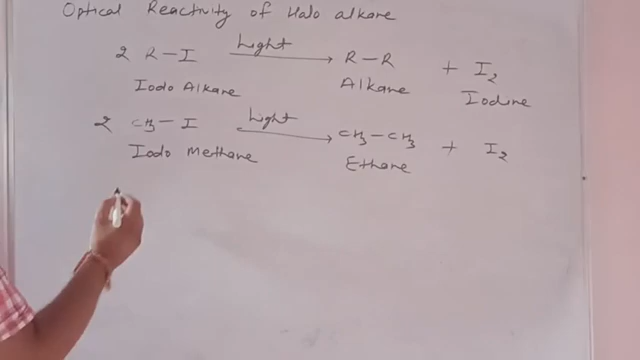 Optical Reactivity of Halo alkane
2 R-I Light → R-R + I₂
Iodo Alkane Alkane Iodine
2 CH₃-I Light → CH₃-CH₃ + I₂
Iodo Methane Ethane